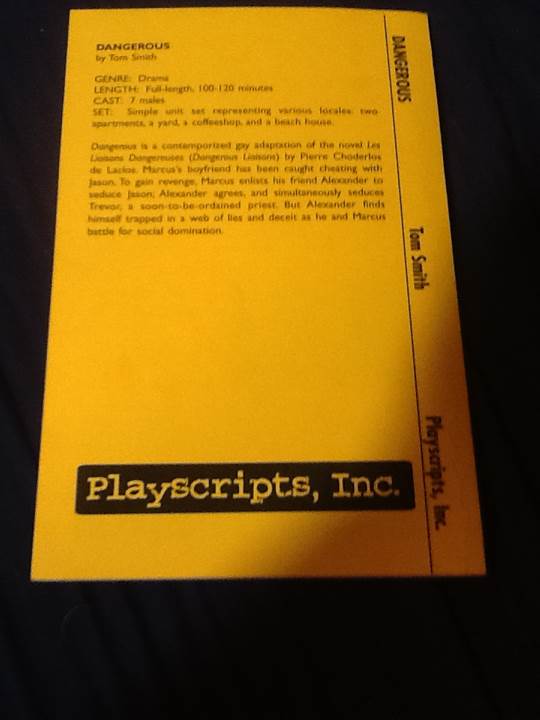 DANGEROUS
by Tom Smith
GENRE: Drama
LENGTH: Full-length, 100-120 minutes
CAST: 7 males
SET: Simple unit set representing various locales: two
apartments, a yard, a coffeeshop, and a beach house.
Dangerous is a contemporized gay adaptation of the novel Les
Liaisons Dangereuses (Dangerous Liaisons) by Pierre Choderlos
de Laclos. Marcus's boyfriend has been caught cheating with
Jason. To gain revenge, Marcus enlists his friend Alexander to
seduce Jason; Alexander agrees, and simultaneously seduces
Trevor, a soon-to-be-ordained priest. But Alexander finds
himself trapped in a web of lies and deceit as he and Marcus
battle for social domination.
Playscripts, Inc.
DANGEROUS
Tom Smith
Playscripts, Inc.